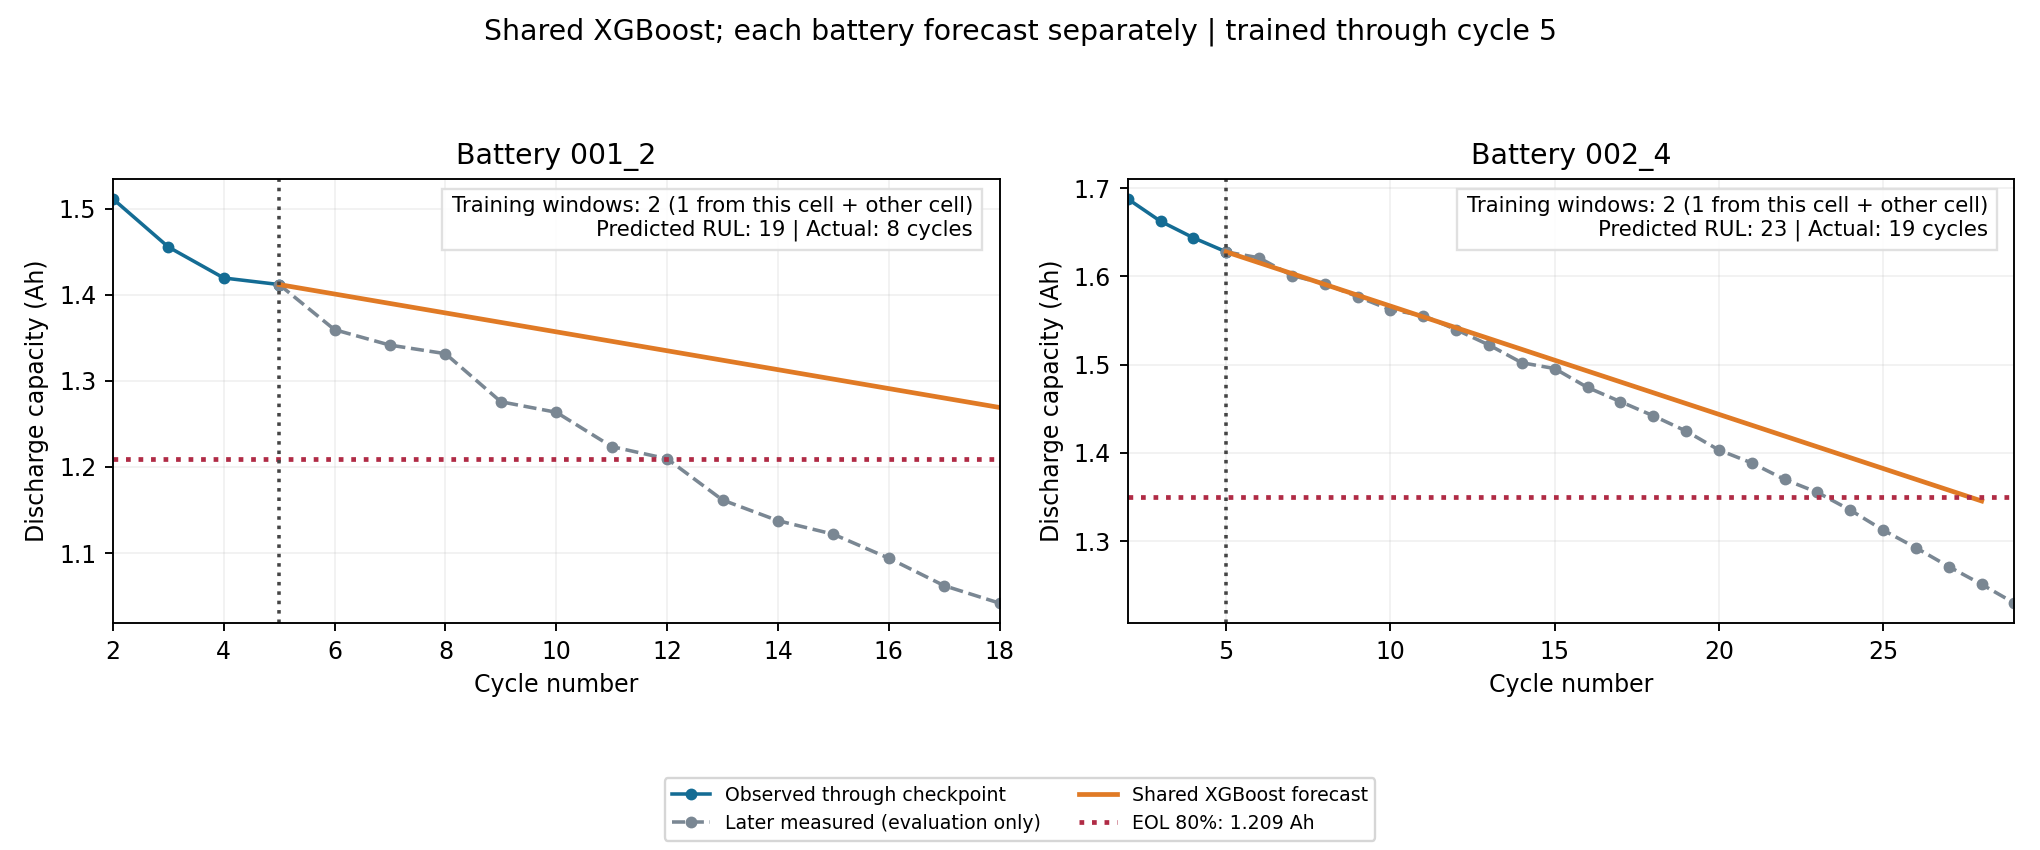 Shared XGBoost; each battery forecast separately | trained through cycle 5
Battery 001_2
Training windows: 2 (1 from this cell + other cell)
Predicted RUL: 19 | Actual: 8 cycles
Discharge capacity (Ah)
1.5
1.4
1.3
1.2
1.1
2 4 6 8 10 12 14 16 18
Cycle number
Battery 002_4
Training windows: 2 (1 from this cell + other cell)
Predicted RUL: 23 | Actual: 19 cycles
Discharge capacity (Ah)
1.7
1.6
1.5
1.4
1.3
5 10 15 20 25
Cycle number
Observed through checkpoint
Later measured (evaluation only)
Shared XGBoost forecast
EOL 80%: 1.209 Ah